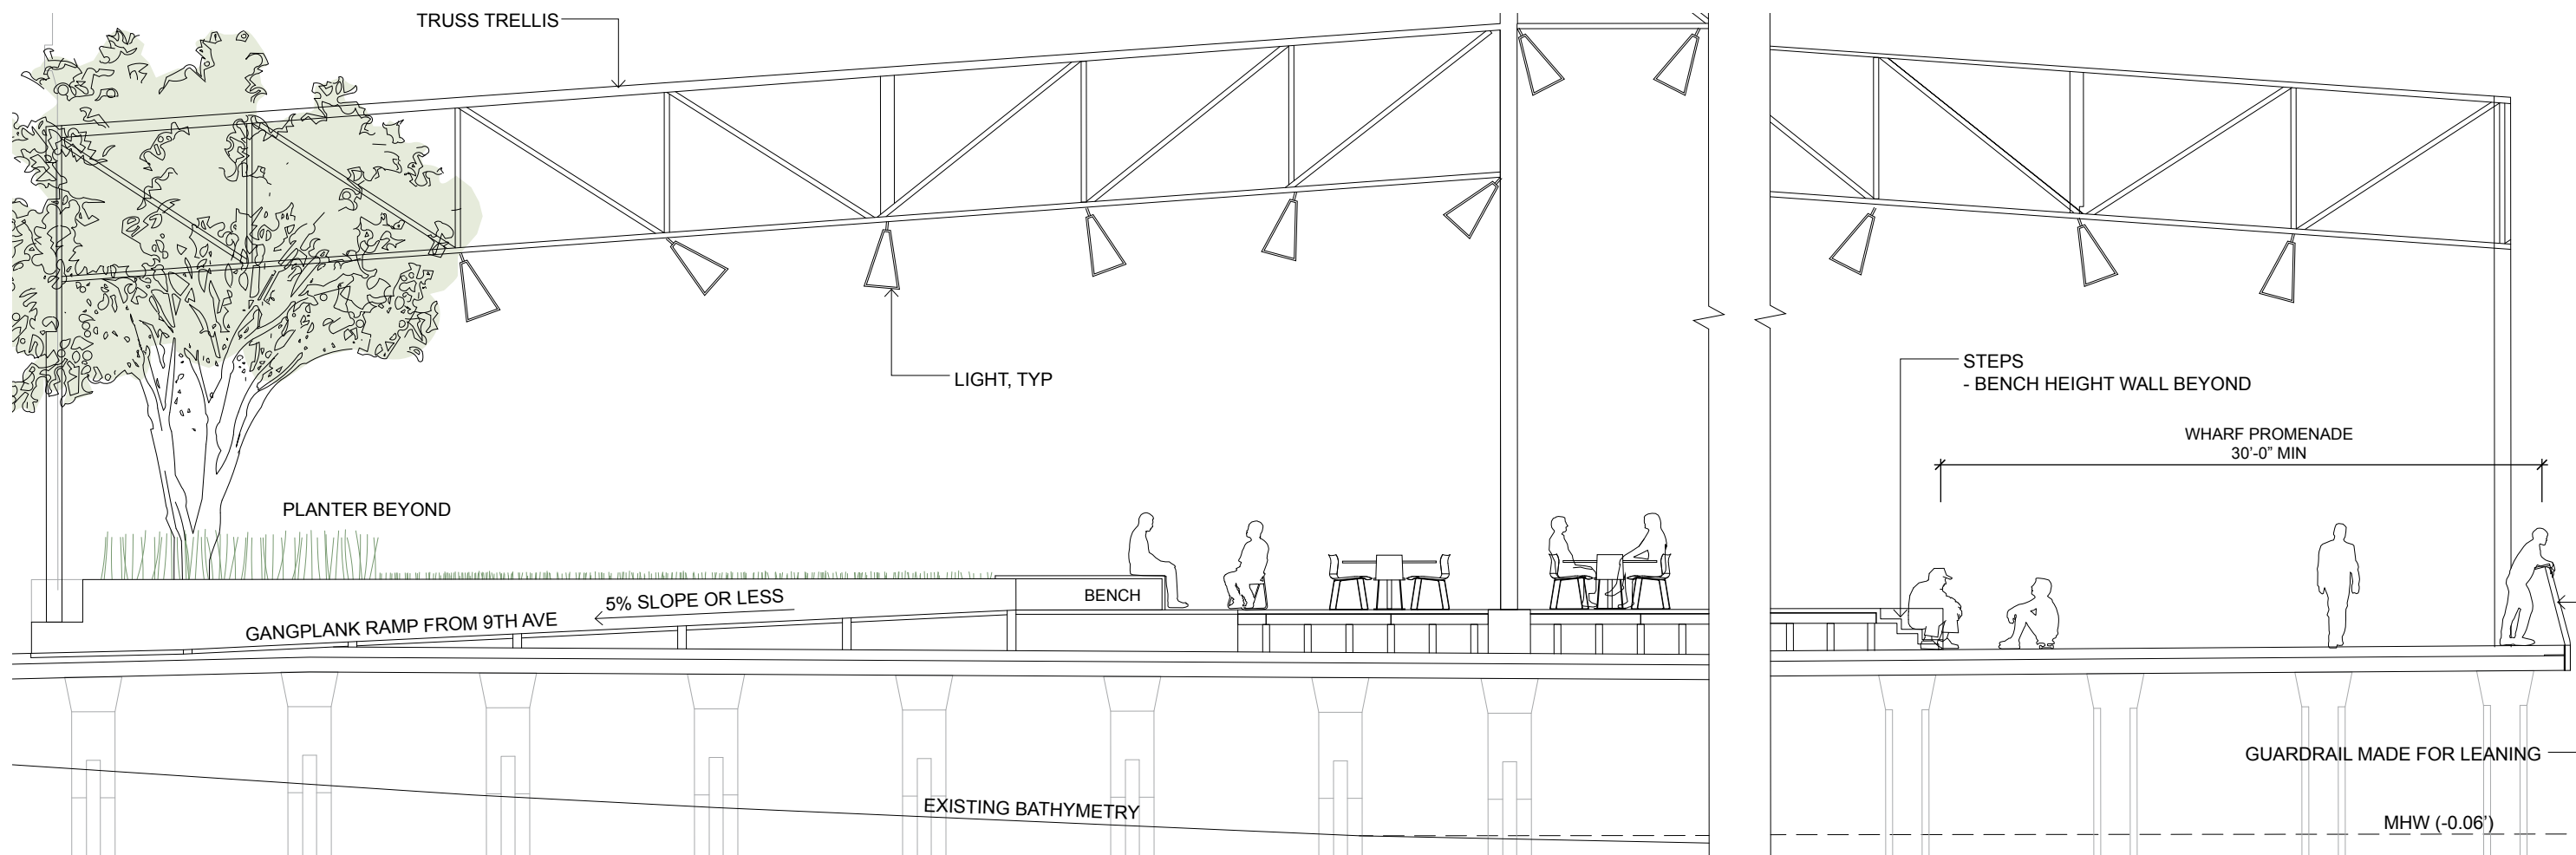 TRUSS TRELLIS
LIGHT, TYP
STEPS
- BENCH HEIGHT WALL BEYOND
WHARF PROMENADE
30'-0" MIN
PLANTER BEYOND
BENCH
5% SLOPE OR LESS
GANGPLANK RAMP FROM 9TH AVE
GUARDRAIL MADE FOR LEANING
EXISTING BATHYMETRY
MHW (-0.06')